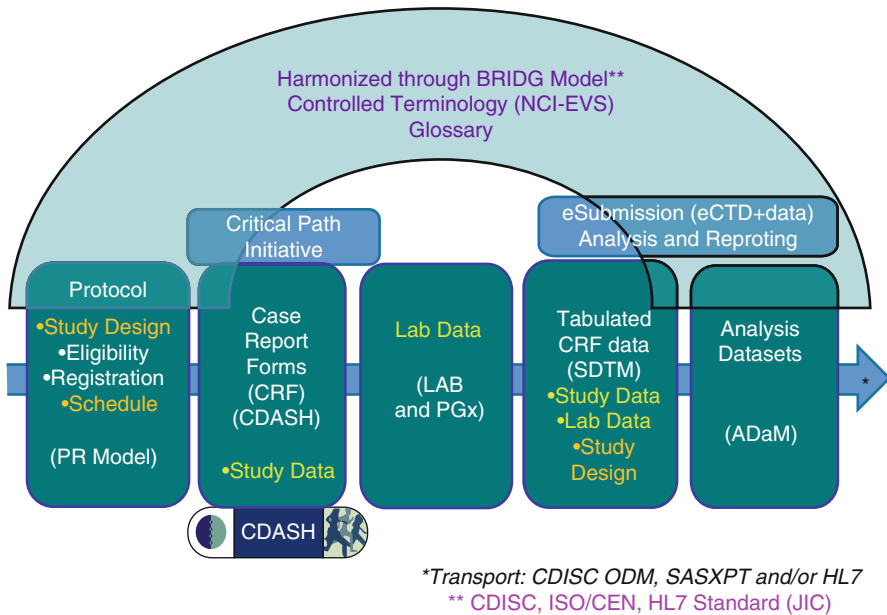 Harmonized through BRIDG Model**
Controlled Terminology (NCI-EVS)
Glossary
Critical Path
Initiative
eSubmission (eCTD+data)
Analysis and Reproting
Protocol
•Study Design
•Eligibility
•Registration
•Schedule
(PR Model)
Case
Report
Forms
(CRF)
(CDASH)
•Study Data
Lab Data
(LAB
and PGx)
Tabulated
CRF data
(SDTM)
•Study Data
•Lab Data
•Study
Design
Analysis
Datasets
(ADaM)
*
CDASH
*Transport: CDISC ODM, SASXPT and/or HL7
** CDISC, ISO/CEN, HL7 Standard (JIC)